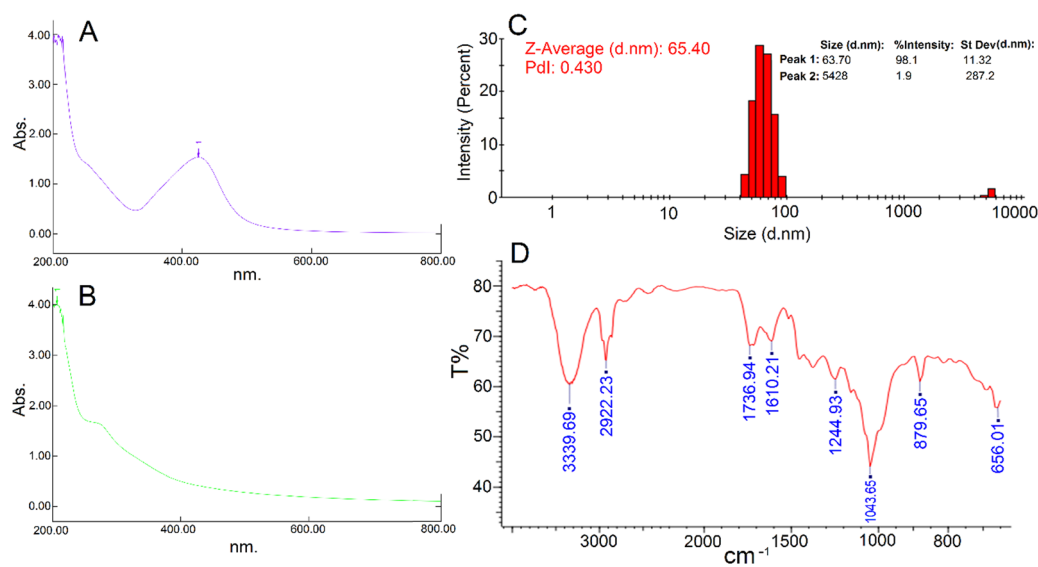 A
4.00
3.00
2.00
1.00
0.00
Abs.
200.00 400.00 600.00 800.00
nm.
B
4.00
3.00
2.00
1.00
0.00
Abs.
200.00 400.00 600.00 800.00
nm.
C
Z-Average (d.nm): 65.40
PdI: 0.430
Size (d.nm): %Intensity: St Dev(d.nm):
Peak 1: 63.70 98.1 11.32
Peak 2: 5428 1.9 287.2
30
20
10
0
Intensity (Percent)
1 10 100 1000 10000
Size (d.nm)
D
80
70
60
50
40
T%
3339.69
2922.23
1736.94
1610.21
1244.93
1043.65
879.65
656.01
3000 2000 1500 1000 800
cm⁻¹